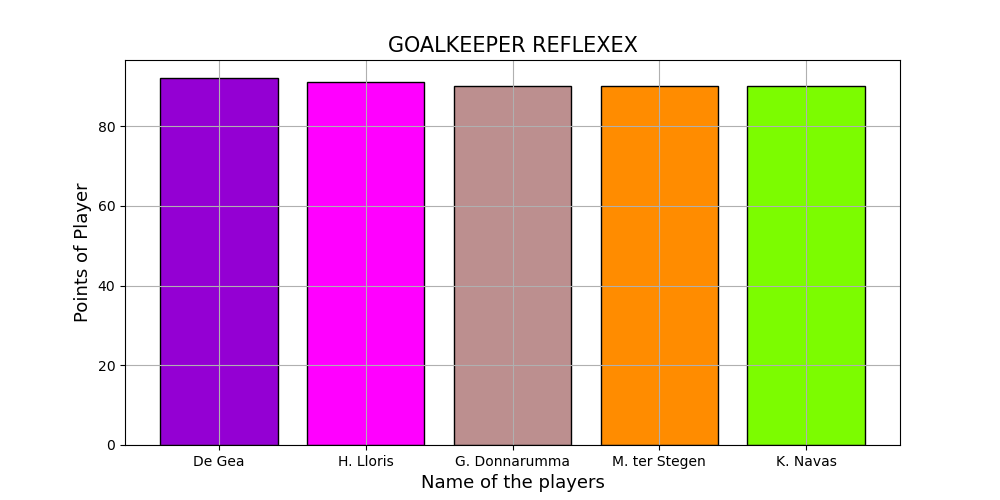 GOALKEEPER REFLEXEX
Points of Player
80
60
40
20
0
De Gea H. Lloris G. Donnarumma M. ter Stegen K. Navas
Name of the players